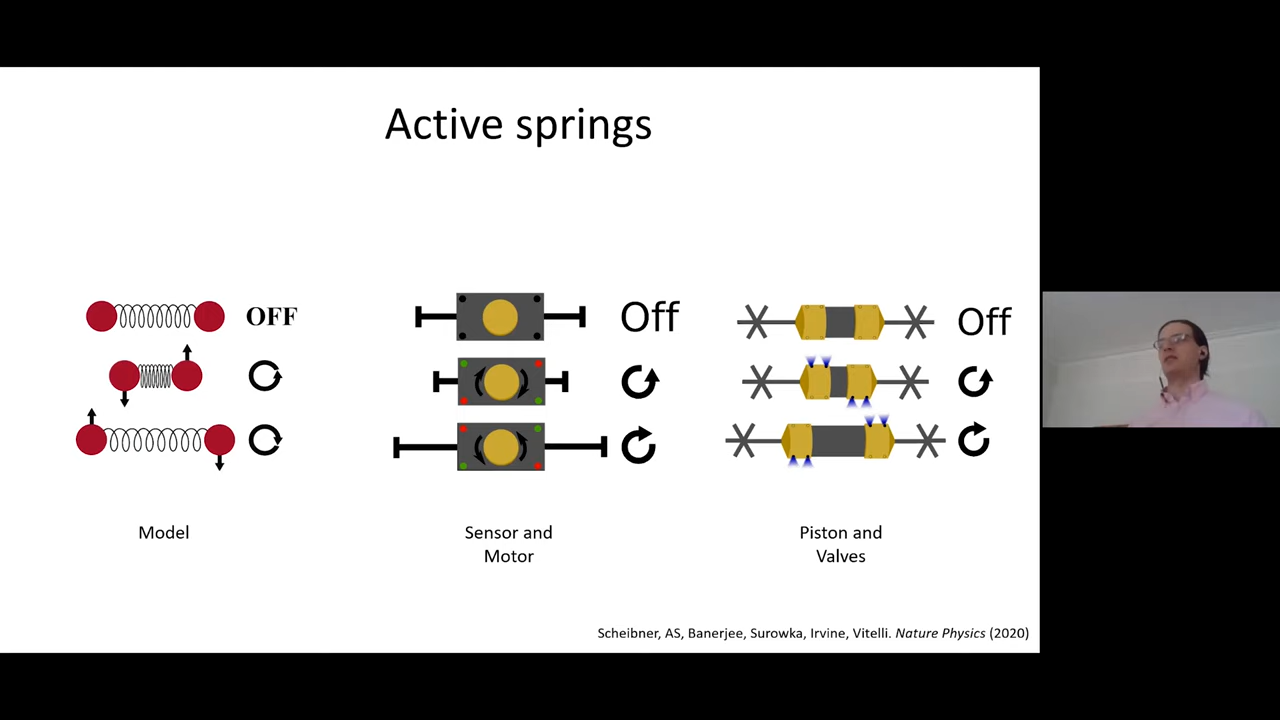 Active springs
OFF
Off
Off
Model
Sensor and
Motor
Piston and
Valves
Scheibner, AS, Banerjee, Surowka, Irvine, Vitelli. Nature Physics (2020)